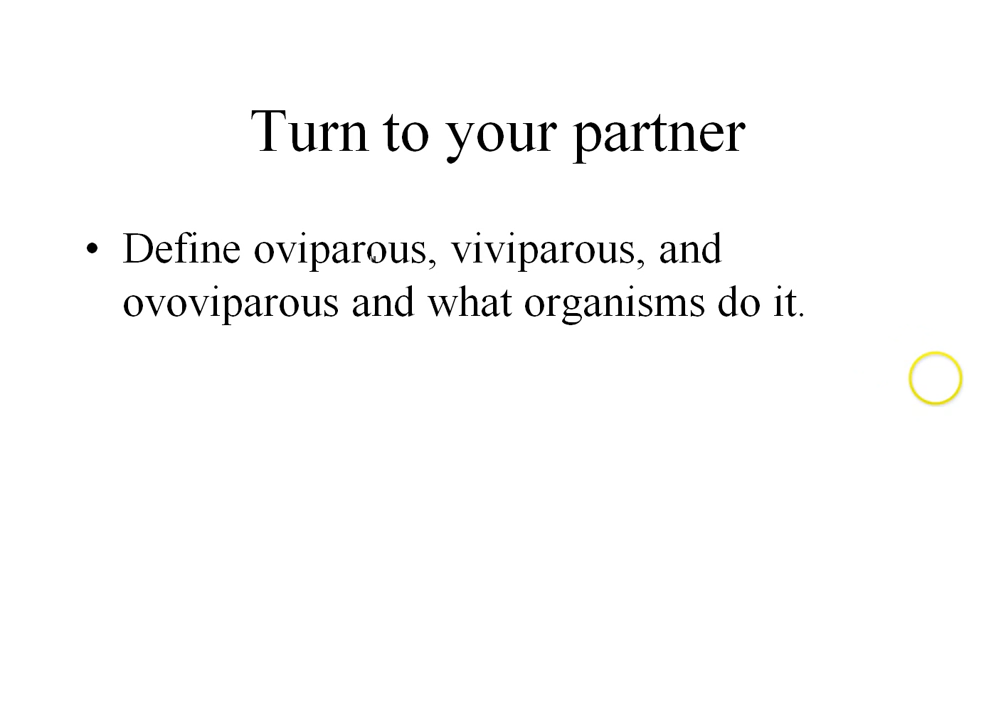 Turn to your partner
• Define oviparous, viviparous, and
ovoviparous and what organisms do it.